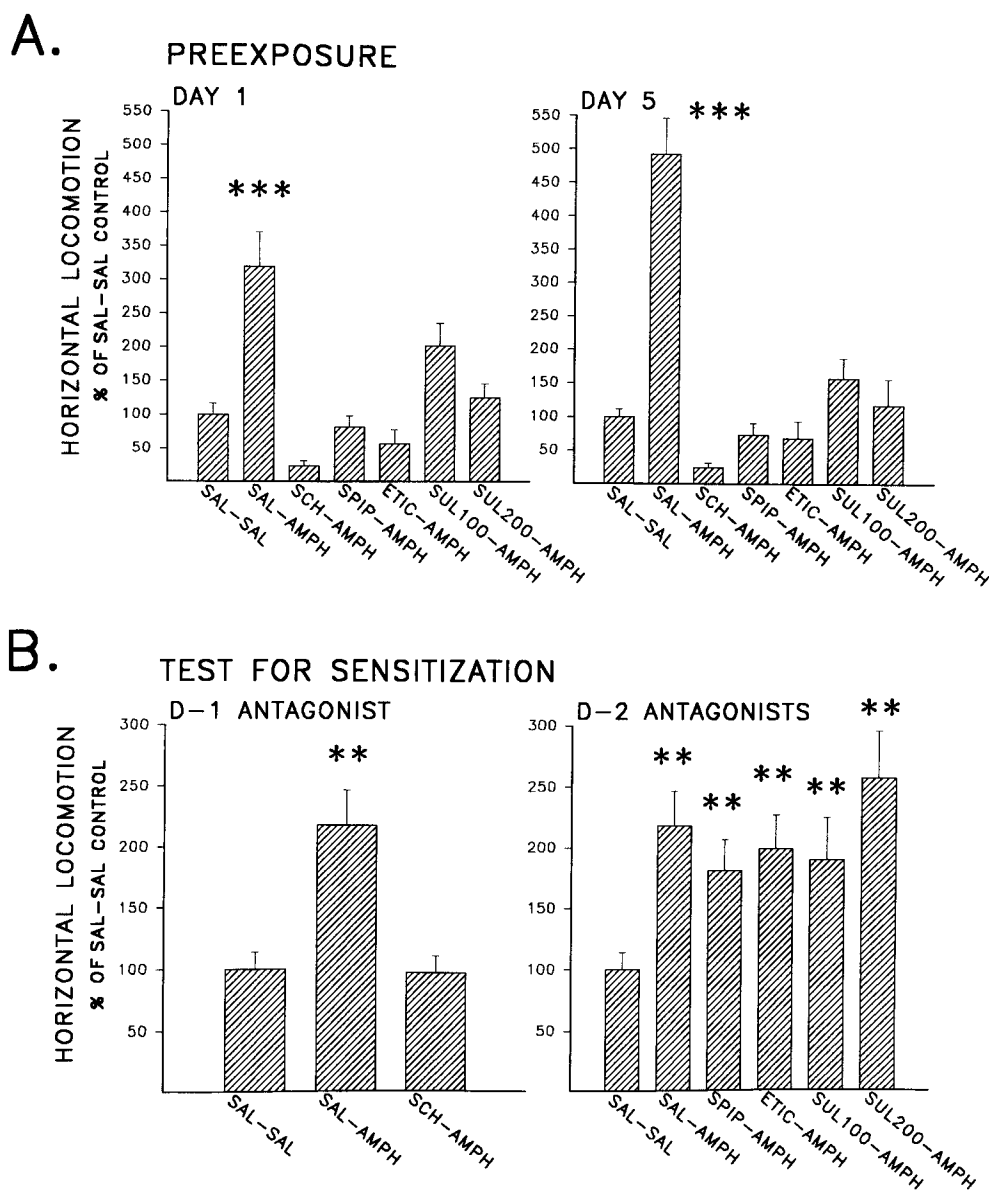 A.
PREEXPOSURE
DAY 1
HORIZONTAL LOCOMOTION
% OF SAL-SAL CONTROL
550
500
450
400
350
300
250
200
150
100
50
***
SAL-SAL
SAL-AMPH
SCH-AMPH
SPIP-AMPH
ETIC-AMPH
SUL100-AMPH
SUL200-AMPH
DAY 5
***
550
500
450
400
350
300
250
200
150
100
50
SAL-SAL
SAL-AMPH
SCH-AMPH
SPIP-AMPH
ETIC-AMPH
SUL100-AMPH
SUL200-AMPH
B.
TEST FOR SENSITIZATION
D-1 ANTAGONIST
HORIZONTAL LOCOMOTION
% OF SAL-SAL CONTROL
300
250
200
150
100
50
**
SAL-SAL
SAL-AMPH
SCH-AMPH
D-2 ANTAGONISTS
300
250
200
150
100
50
**
**
**
**
**
SAL-SAL
SAL-AMPH
SPIP-AMPH
ETIC-AMPH
SUL100-AMPH
SUL200-AMPH